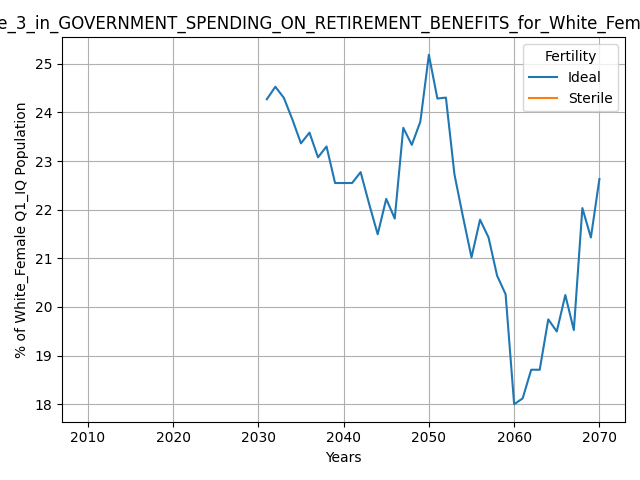 e_3_in_GOVERNMENT_SPENDING_ON_RETIREMENT_BENEFITS_for_White_Fem
Fertility
Ideal
Sterile
% of White_Female Q1_IQ Population
25
24
23
22
21
20
19
18
2010 2020 2030 2040 2050 2060 2070
Years